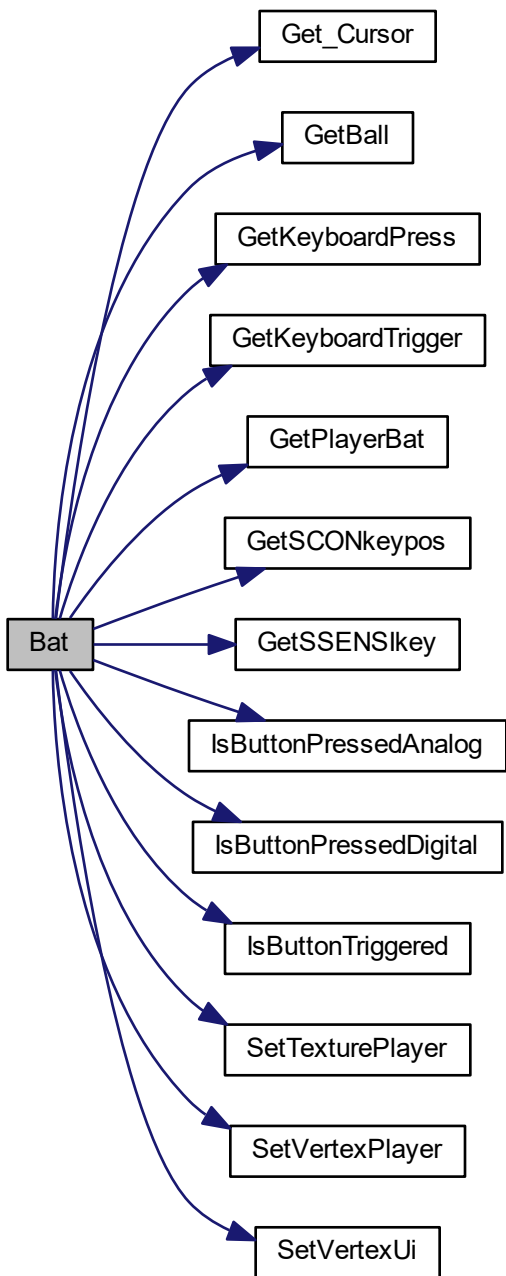 Get_Cursor
GetBall
GetKeyboardPress
GetKeyboardTrigger
GetPlayerBat
GetSCONkeypos
Bat
GetSSENSIkey
IsButtonPressedAnalog
IsButtonPressedDigital
IsButtonTriggered
SetTexturePlayer
SetVertexPlayer
SetVertexUi